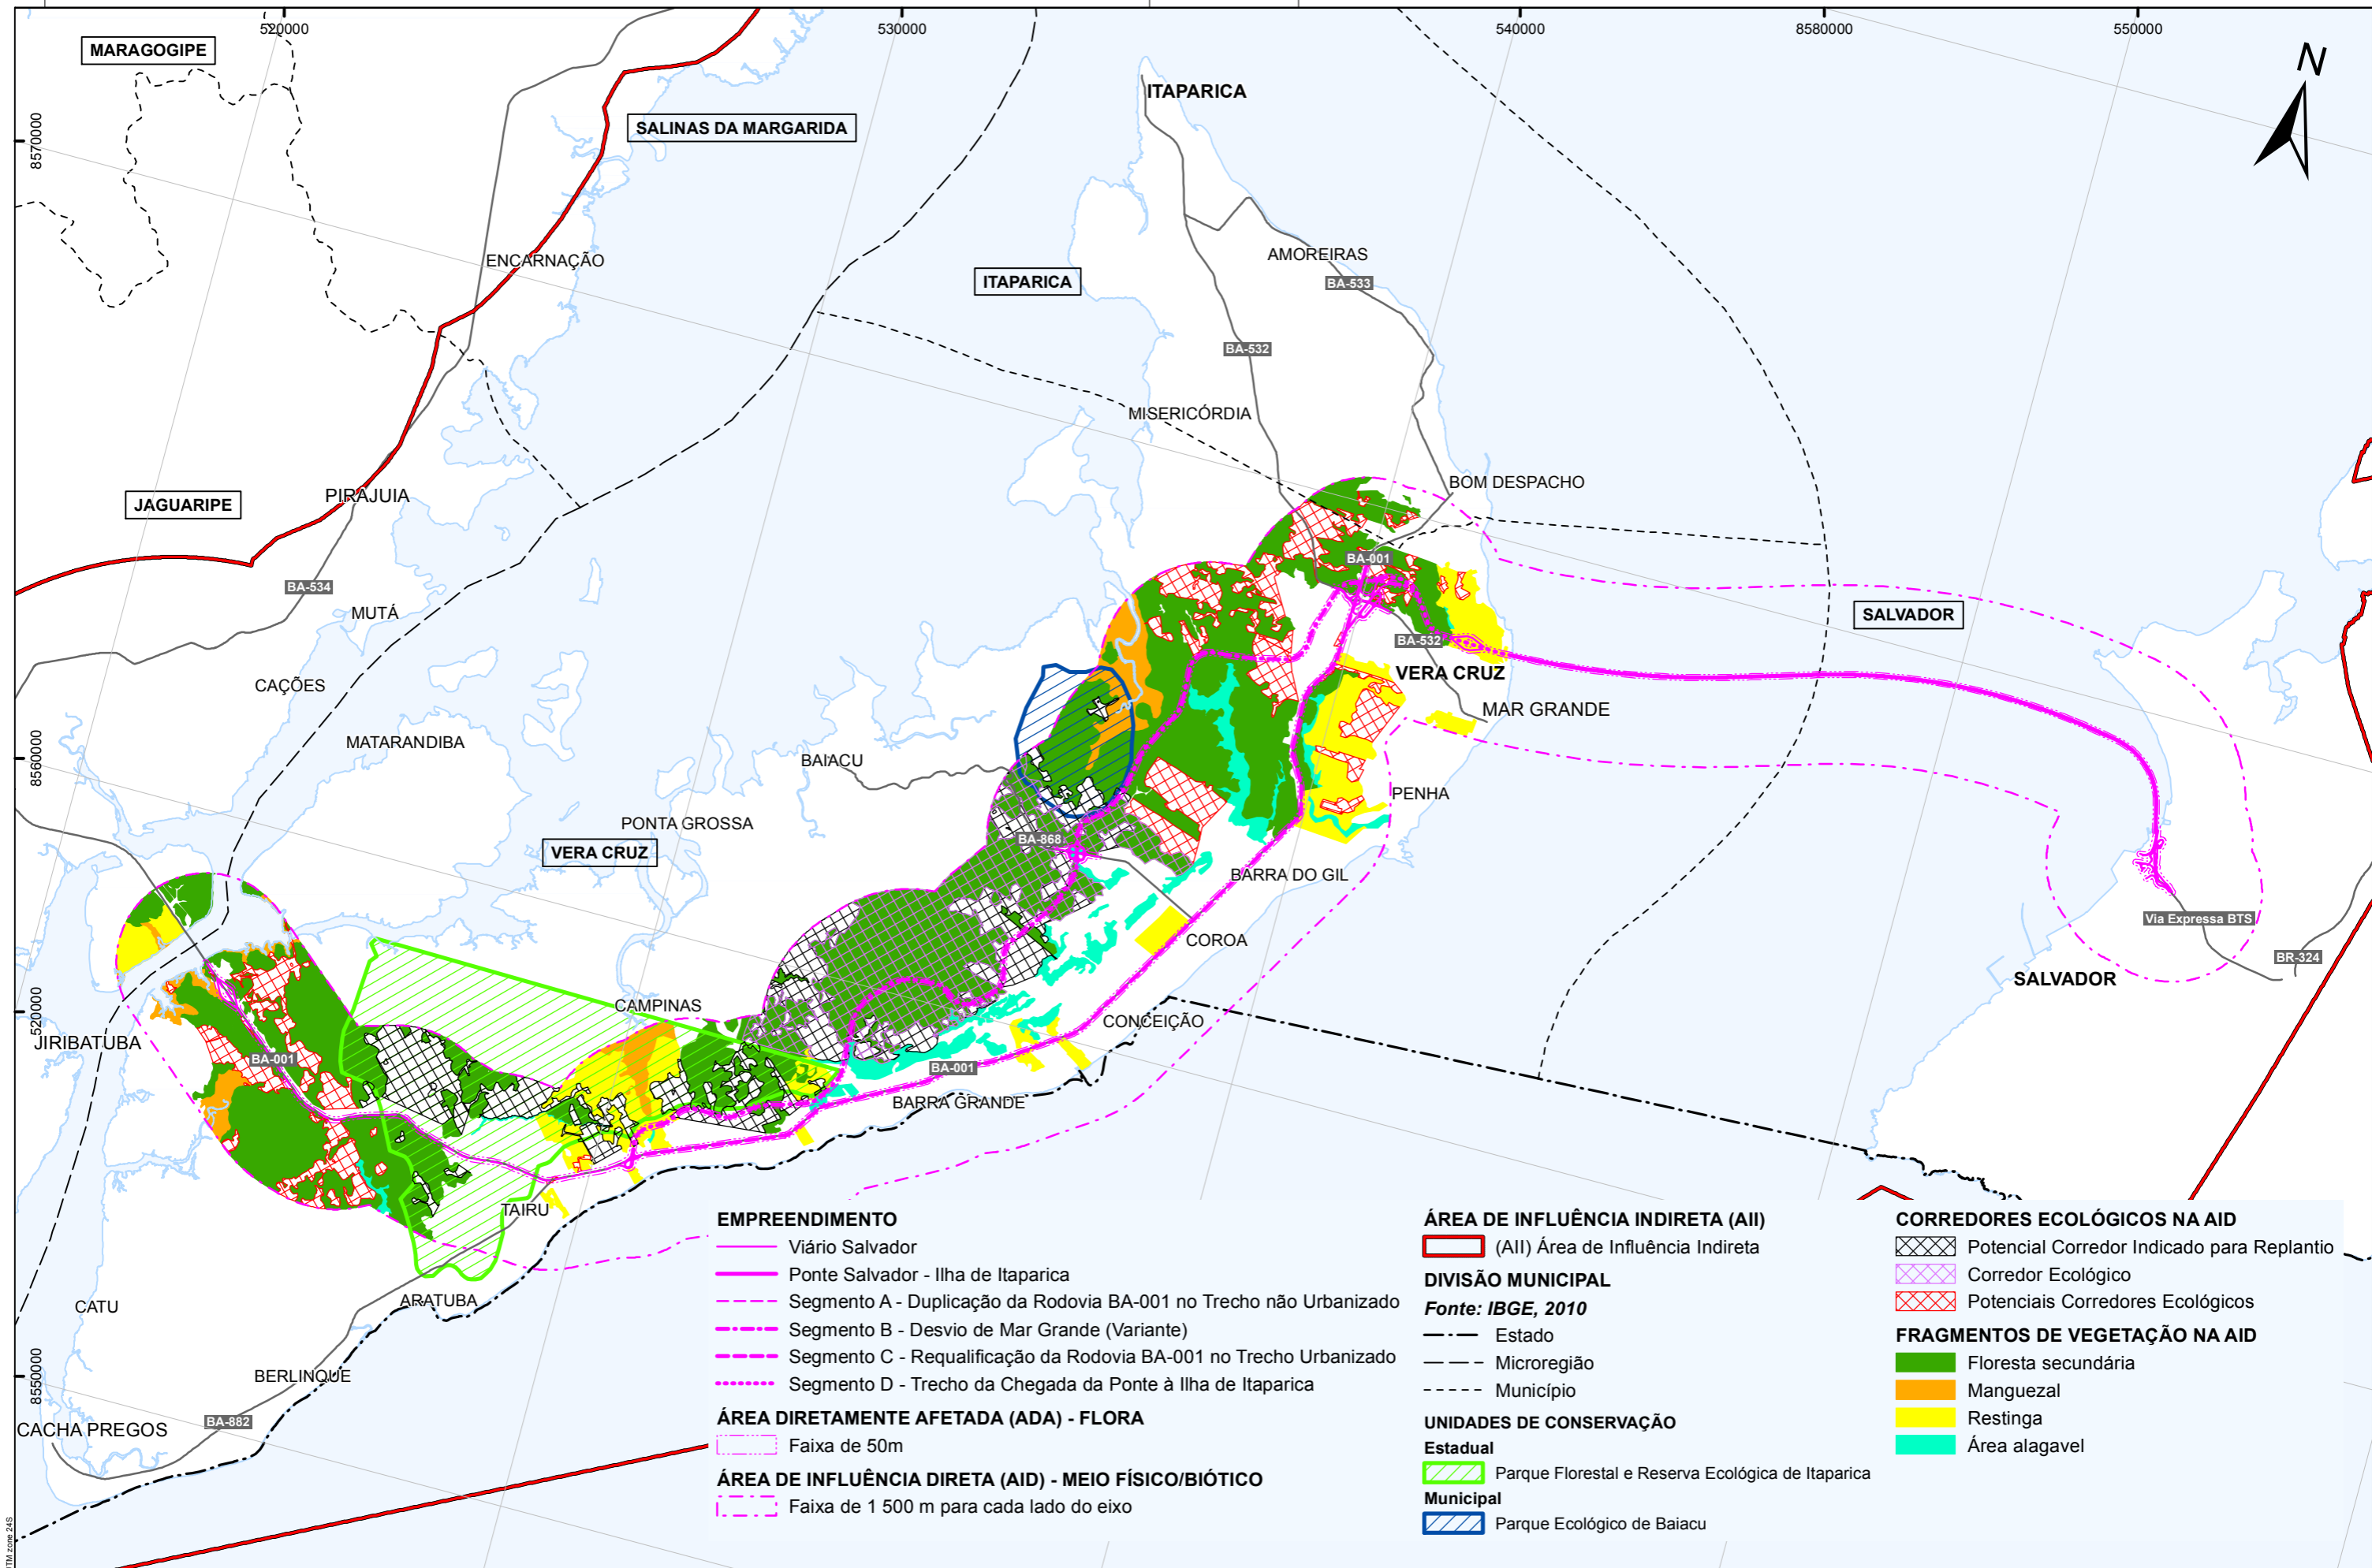 520000
530000
540000
8580000
550000
MARAGOGIPE
N
ITAPARICA
8570000
SALINAS DA MARGARIDA
ENCARNAÇÃO
AMOREIRAS
ITAPARICA
BA-533
BA-532
MISERICÓRDIA
BOM DESPACHO
PIRAJUIA
JAGUARIPE
BA-001
BA-534
MUTÁ
SALVADOR
BA-532
VERA CRUZ
CAÇÕES
MAR GRANDE
MATARANDIBA
8560000
BAIACU
PENHA
PONTA GROSSA
BA-868
VERA CRUZ
BARRA DO GIL
Via Expressa BTS
COROA
BR-324
SALVADOR
520000
CAMPINAS
CONCEIÇÃO
JIRIBATUBA
BA-001
BA-001
BARRA GRANDE
TAIRU
ARATUBA
CATU
BERLINQUE
8550000
BA-882
CACHA PREGOS
TM zone 24S
EMPREENDIMENTO
Viário Salvador
Ponte Salvador - Ilha de Itaparica
Segmento A - Duplicação da Rodovia BA-001 no Trecho não Urbanizado
Segmento B - Desvio de Mar Grande (Variante)
Segmento C - Requalificação da Rodovia BA-001 no Trecho Urbanizado
Segmento D - Trecho da Chegada da Ponte à Ilha de Itaparica
ÁREA DIRETAMENTE AFETADA (ADA) - FLORA
Faixa de 50m
ÁREA DE INFLUÊNCIA DIRETA (AID) - MEIO FÍSICO/BIÓTICO
Faixa de 1 500 m para cada lado do eixo
ÁREA DE INFLUÊNCIA INDIRETA (AII)
(AII) Área de Influência Indireta
DIVISÃO MUNICIPAL
Fonte: IBGE, 2010
Estado
Microregião
Município
UNIDADES DE CONSERVAÇÃO
Estadual
Parque Florestal e Reserva Ecológica de Itaparica
Municipal
Parque Ecológico de Baiacu
CORREDORES ECOLÓGICOS NA AID
Potencial Corredor Indicado para Replantio
Corredor Ecológico
Potenciais Corredores Ecológicos
FRAGMENTOS DE VEGETAÇÃO NA AID
Floresta secundária
Manguezal
Restinga
Área alagavel